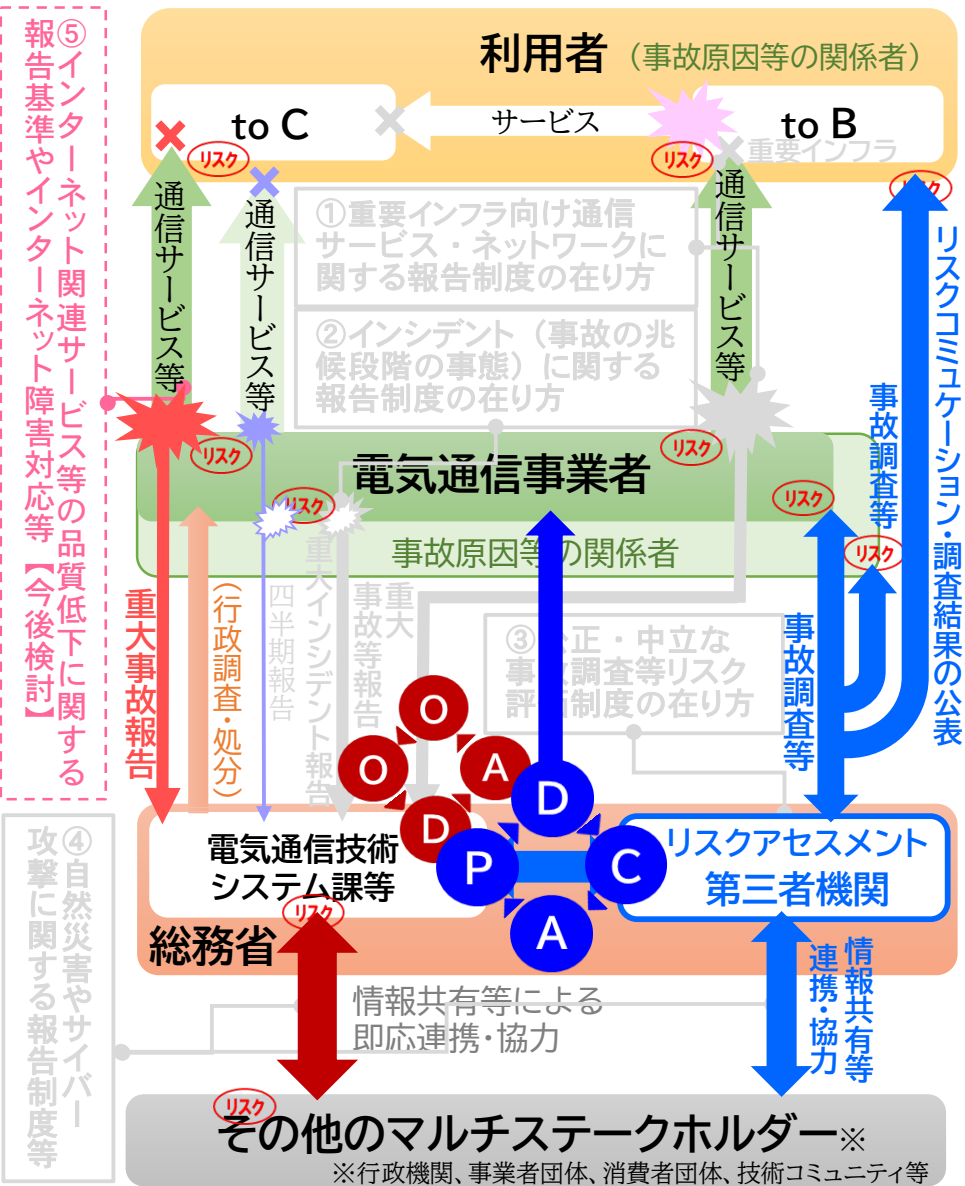 ⑤インターネット関連サービス等の品質低下に関する
報告基準やインターネット障害対応等【今後検討】
利用者（事故原因等の関係者）
to C
サービス
to B
重要インフラ
リスク
リスク
リスク
通信サービス等
通信サービス等
通信サービス等
①重要インフラ向け通信
サービス・ネットワークに
関する報告制度の在り方
②インシデント（事故の兆
候段階の事態）に関する
報告制度の在り方
リスクコミュケーション・調査結果の公表
事故調査等
リスク
リスク
電気通信事業者
リスク
リスク
事故原因等の関係者
リスク
重大事故報告
（行政調査・処分）
四半期報告
重大インシデント報告
重大
事故等報告
③公正・中立な
事故調査等リスク
評価制度の在り方
事故調査等
O
O
A
D
D
P
C
A
電気通信技術
システム課等
リスク
リスクアセスメント
第三者機関
総務省
④自然災害やサイバー
攻撃に関する報告制度等
情報共有等による
即応連携・協力
情報共有等
連携・協力
リスク
その他のマルチステークホルダー※
※行政機関、事業者団体、消費者団体、技術コミュニティ等